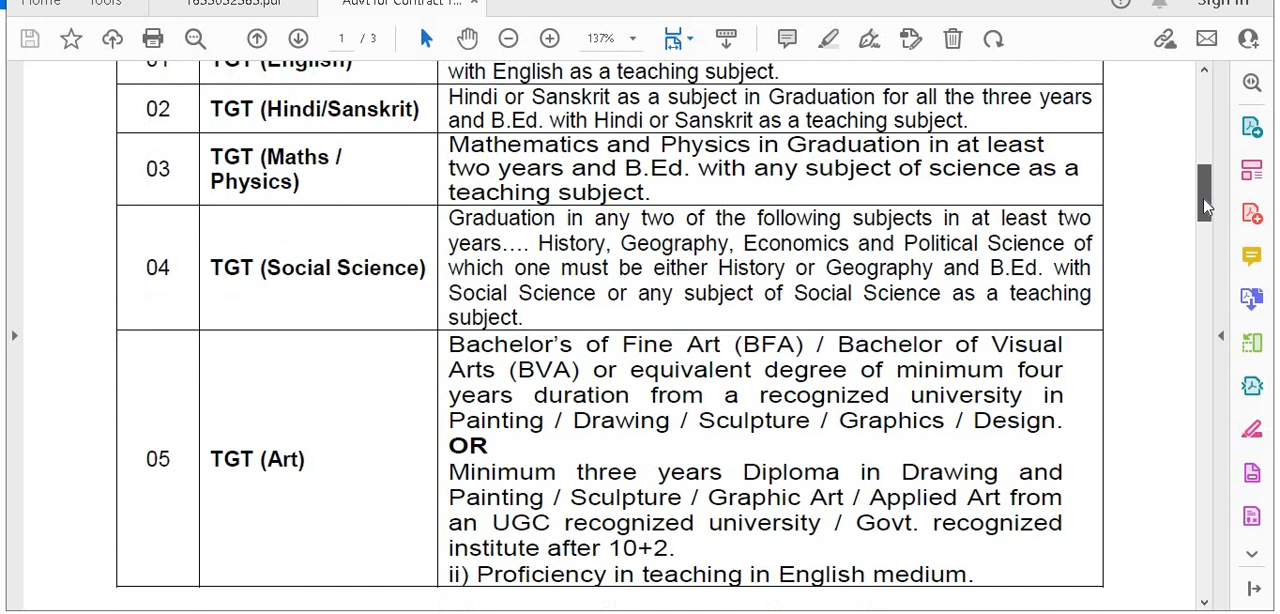 Home Tools 1655052365.pdf Advt for Contract T... ×
Sign In
1 / 3 137%
01 TGT (English) with English as a teaching subject.
02 TGT (Hindi/Sanskrit) Hindi or Sanskrit as a subject in Graduation for all the three years
and B.Ed. with Hindi or Sanskrit as a teaching subject.
03 TGT (Maths /
Physics)
Mathematics and Physics in Graduation in at least
two years and B.Ed. with any subject of science as a
teaching subject.
04 TGT (Social Science)
Graduation in any two of the following subjects in at least two
years.... History, Geography, Economics and Political Science of
which one must be either History or Geography and B.Ed. with
Social Science or any subject of Social Science as a teaching
subject.
05 TGT (Art)
Bachelor's of Fine Art (BFA) / Bachelor of Visual
Arts (BVA) or equivalent degree of minimum four
years duration from a recognized university in
Painting / Drawing / Sculpture / Graphics / Design.
OR
Minimum three years Diploma in Drawing and
Painting / Sculpture / Graphic Art / Applied Art from
an UGC recognized university / Govt. recognized
institute after 10+2.
ii) Proficiency in teaching in English medium.